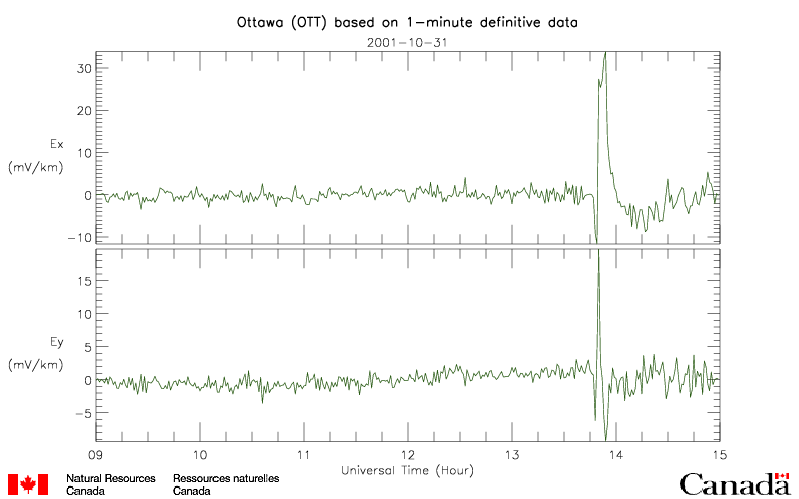 Ottawa (OTT) based on 1-minute definitive data
2001-10-31
30
20
Ex
(mV/km)
10
0
-10
15
10
5
Ey
(mV/km)
0
-5
09 10 11 12 13 14 15
Universal Time (Hour)
Natural Resources Ressources naturelles
Canada Canada
Canada